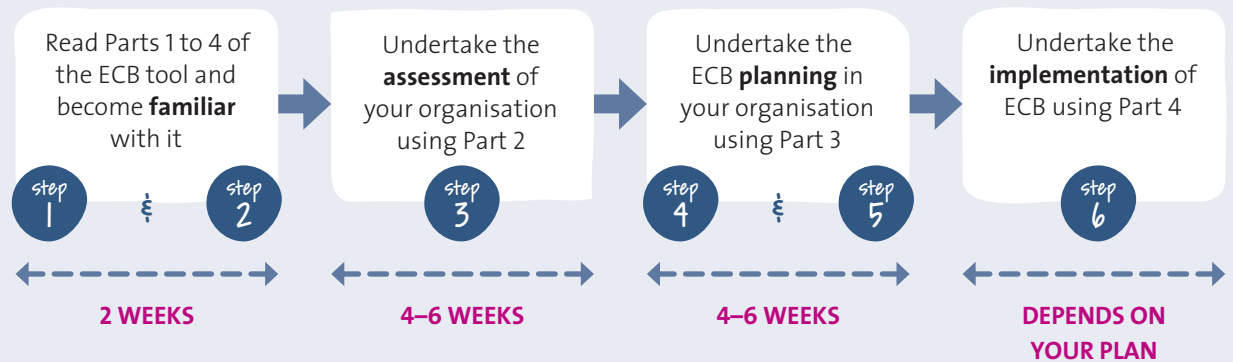 Read Parts 1 to 4 of
the ECB tool and
become familiar
with it
step
1
&
step
2
2 WEEKS
Undertake the
assessment of
your organisation
using Part 2
step
3
4–6 WEEKS
Undertake the
ECB planning in
your organisation
using Part 3
step
4
&
step
5
4–6 WEEKS
Undertake the
implementation of
ECB using Part 4
step
6
DEPENDS ON
YOUR PLAN